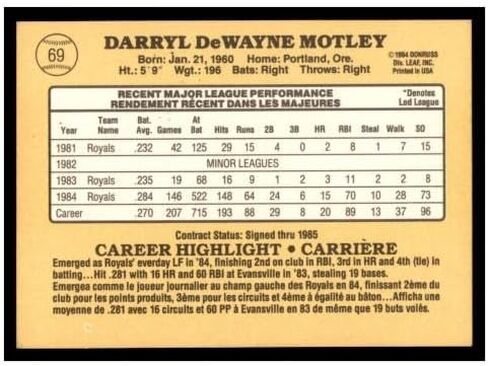 69
DARRYL DeWAYNE MOTLEY
Born: Jan. 21, 1960 Home: Portland, Ore.
Ht.: 5'9" Wgt.: 196 Bats: Right Throws: Right
© 1984 DONRUSS
Div. LEAF, INC.
Printed in USA
RECENT MAJOR LEAGUE PERFORMANCE
RENDEMENT RÉCENT DANS LES MAJEURES
*Denotes
Led League
Year Team Name Bat. Avg. Games At Bat Hits Runs 2B 3B HR RBI Steal Walk SO
1981 Royals .232 42 125 29 15 4 0 2 8 1 7 15
1982 MINOR LEAGUES
1983 Royals .235 19 68 16 9 1 2 3 11 2 2 8
1984 Royals .284 146 522 148 64 24 6 15 70 10 28 73
Career .270 207 715 193 88 29 8 20 89 13 37 96
Contract Status: Signed thru 1985
CAREER HIGHLIGHT • CARRIÈRE
Emerged as Royals' everday LF in '84, finishing 2nd on club in RBI, 3rd in HR and 4th (tie) in
batting...Hit .281 with 16 HR and 60 RBI at Evansville in '83, stealing 19 bases.
Emergea comme le joueur journalier au champ gauche des Royals en 84, finissant 2ème du
club pour les points produits, 3ème pour les circuits et 4ème à égalité au bâton...Afficha une
moyenne de .281 avec 16 circuits et 60 PP à Evansville en 83 de même que 19 buts volés.